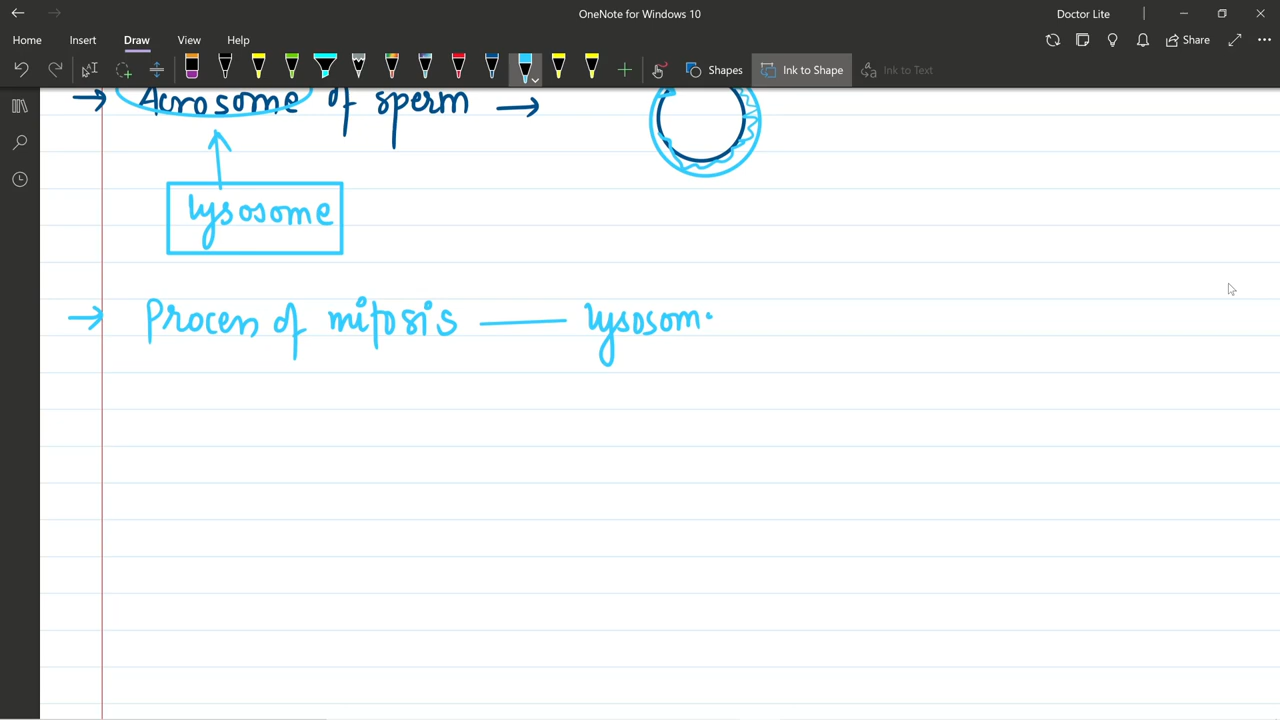 OneNote for Windows 10
Doctor Lite
Home Insert Draw View Help
Share
Shapes
Ink to Shape
Ink to Text
→ Acrosome of sperm →
lysosome
→ Process of mitosis — lysosom